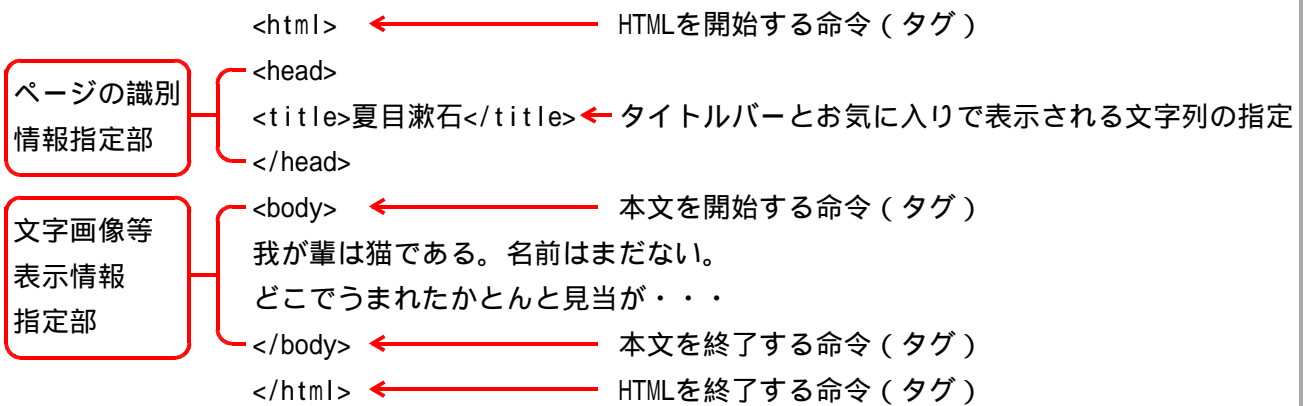 <html> HTMLを開始する命令（タグ）
ページの識別
情報指定部
<head>
<title>夏目漱石</title> タイトルバーとお気に入りで表示される文字列の指定
</head>
文字画像等
表示情報
指定部
<body> 本文を開始する命令（タグ）
我が輩は猫である。名前はまだない。
どこでうまれたかとんと見当が・・・
</body> 本文を終了する命令（タグ）
</html> HTMLを終了する命令（タグ）